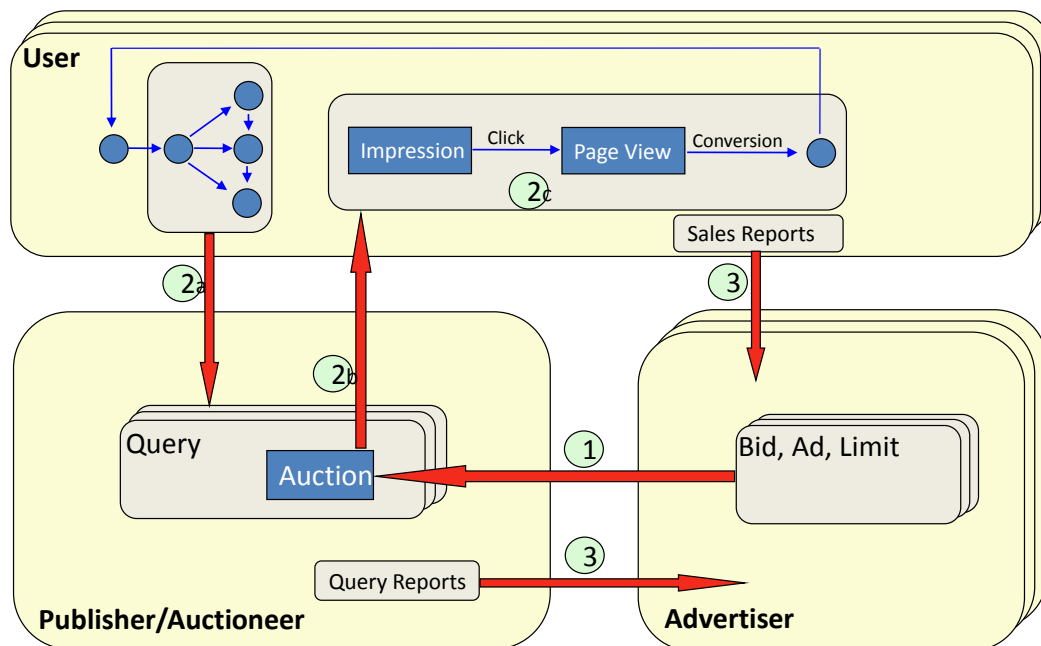 User
Impression
Click
Page View
Conversion
2c
Sales Reports
2a
3
2b
Query
Auction
1
Bid, Ad, Limit
3
Query Reports
Publisher/Auctioneer
Advertiser